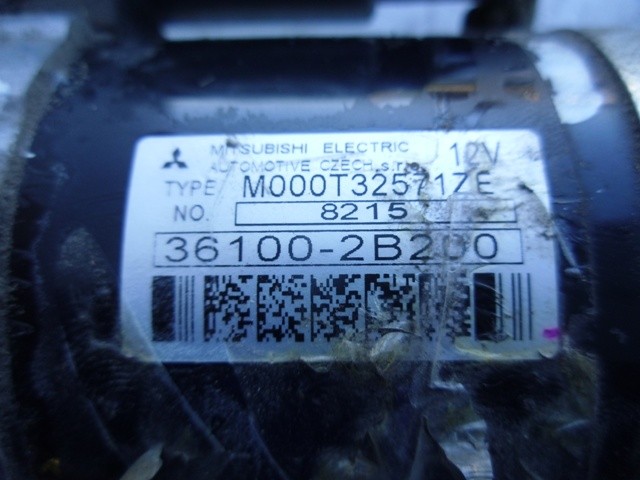 MITSUBISHI ELECTRIC
AUTOMOTIVE CZECH s.r.o. 12V
TYPE M000T32571ZE
NO. 8215
36100-2B200